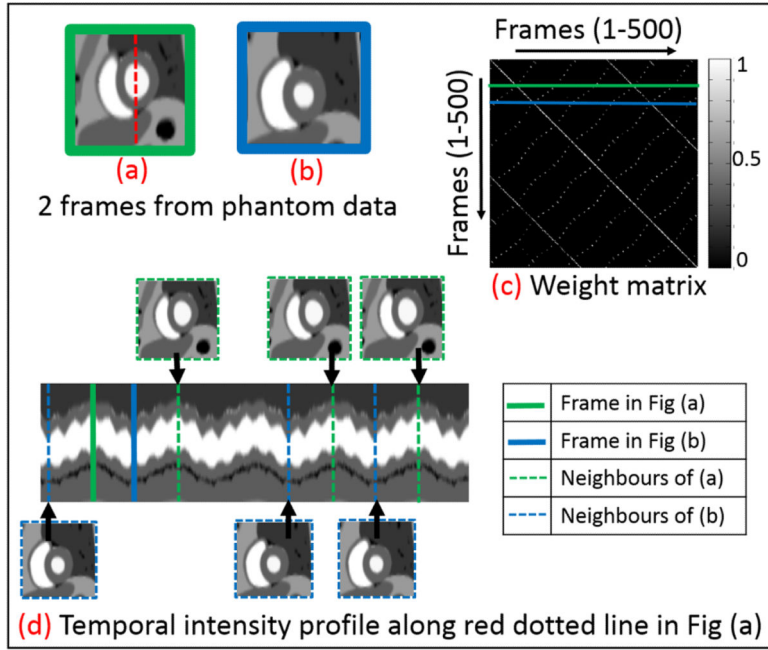 (a)
(b)
2 frames from phantom data
Frames (1-500)
Frames (1-500)
1
0.5
0
(c) Weight matrix
Frame in Fig (a)
Frame in Fig (b)
Neighbours of (a)
Neighbours of (b)
(d) Temporal intensity profile along red dotted line in Fig (a)